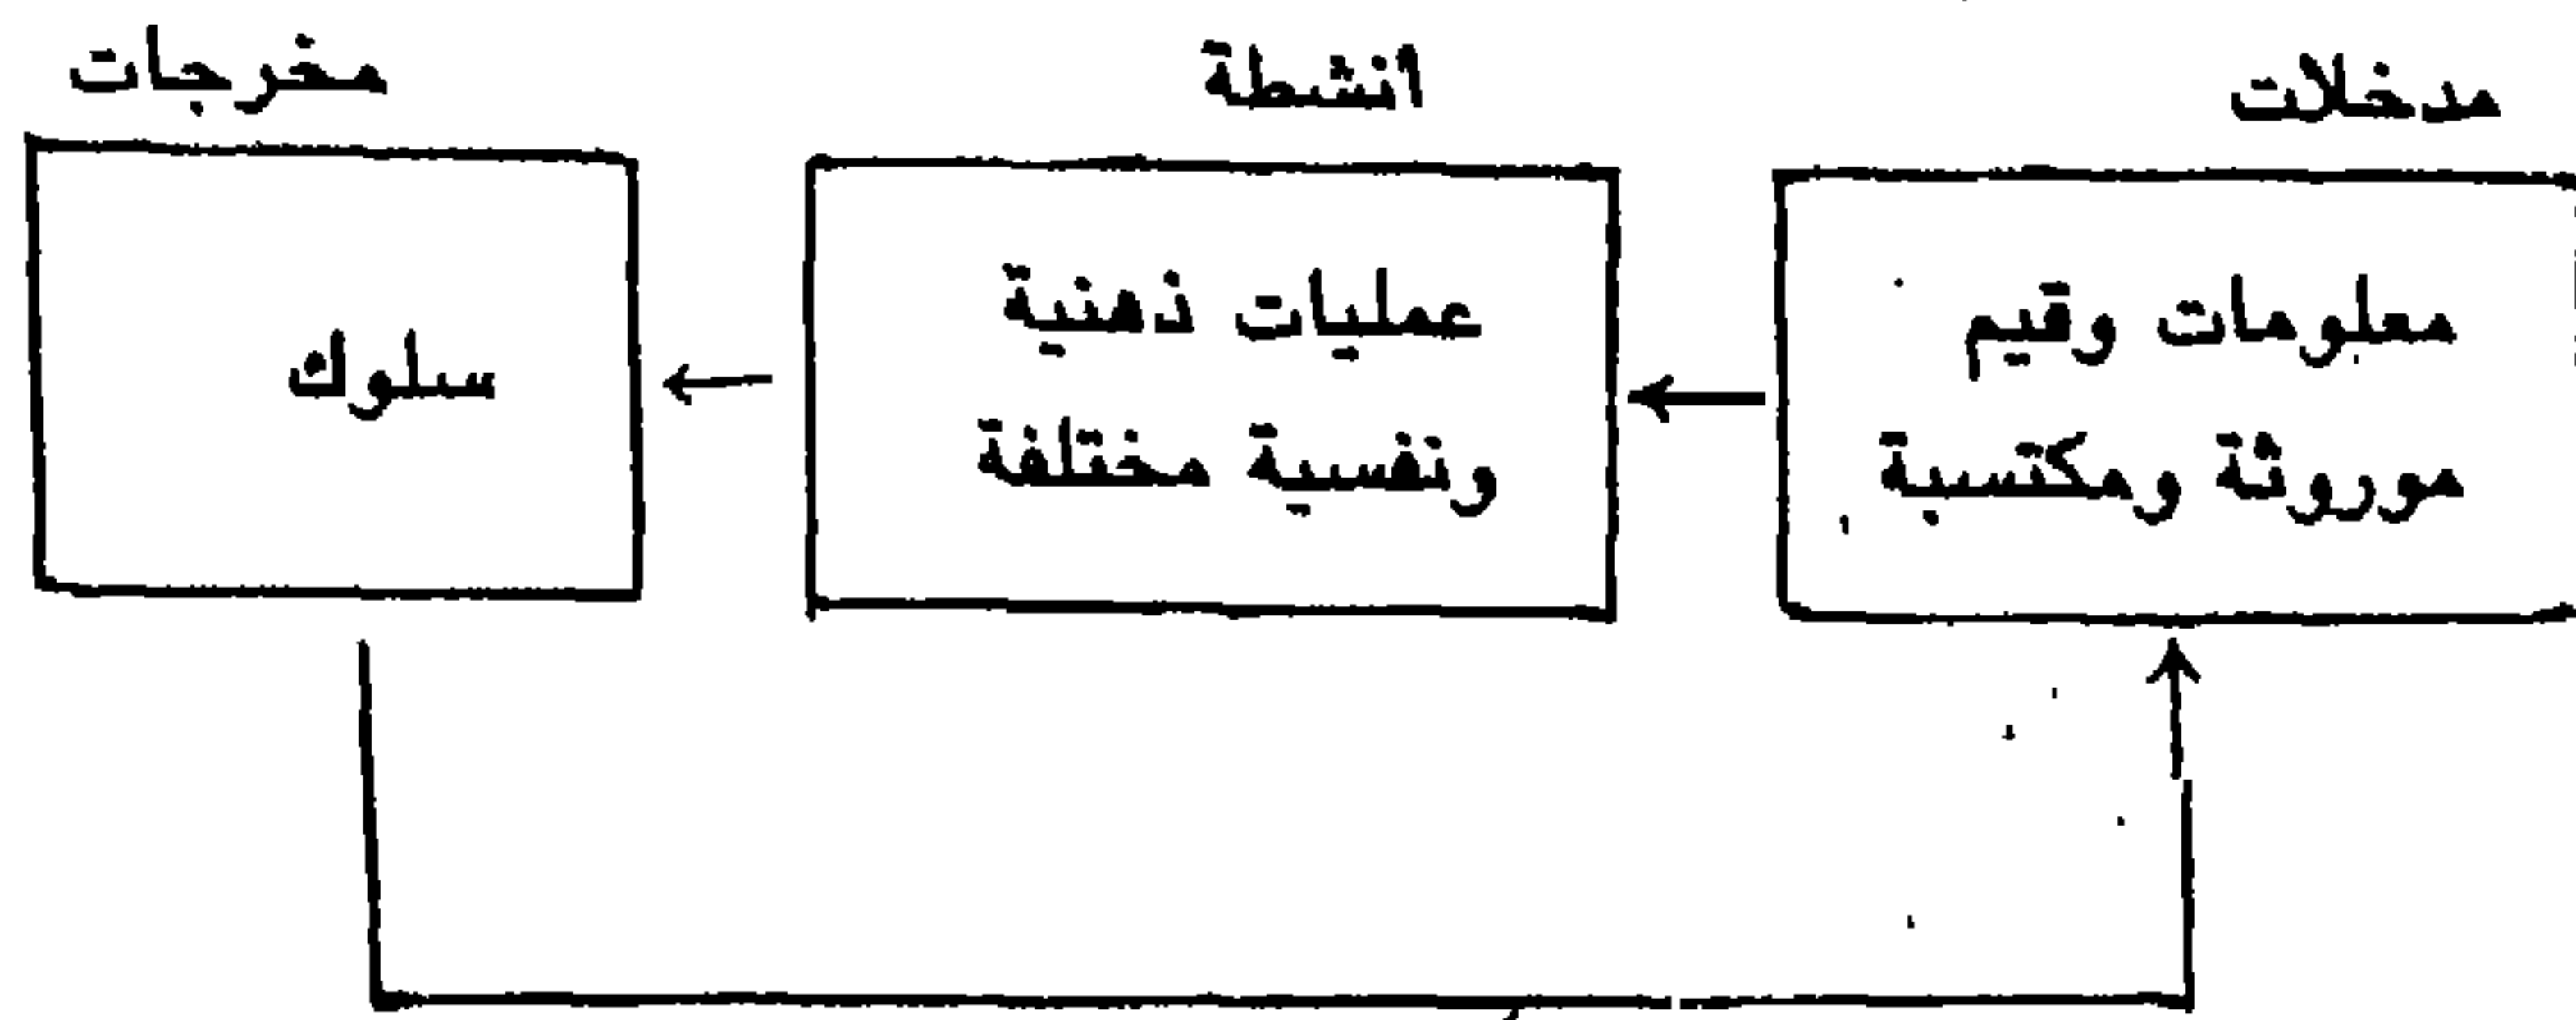 مدخلات
انشطة
مخرجات
معلومات وقيم
موروثة ومكتسبة
عمليات ذهنية
ونفسية مختلفة
سلوك